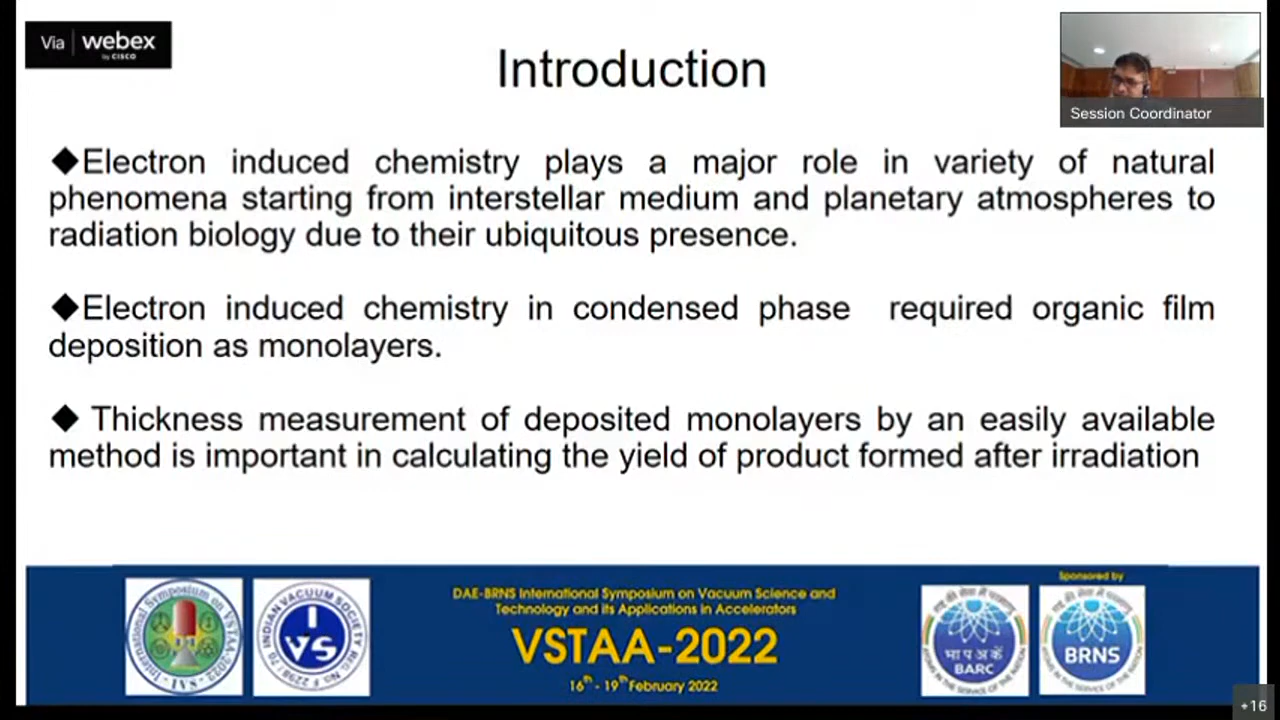 Via webex
by CISCO
Introduction
Session Coordinator
◆Electron induced chemistry plays a major role in variety of natural
phenomena starting from interstellar medium and planetary atmospheres to
radiation biology due to their ubiquitous presence.
◆Electron induced chemistry in condensed phase required organic film
deposition as monolayers.
◆ Thickness measurement of deposited monolayers by an easily available
method is important in calculating the yield of product formed after irradiation
INDIAN VACUUM SOCIETY
IVS
DAE-BRNS International Symposium on Vacuum Science and
Technology and its Applications in Accelerators
VSTAA-2022
16th - 19th February 2022
Sponsored by
BARC
BRNS
+16